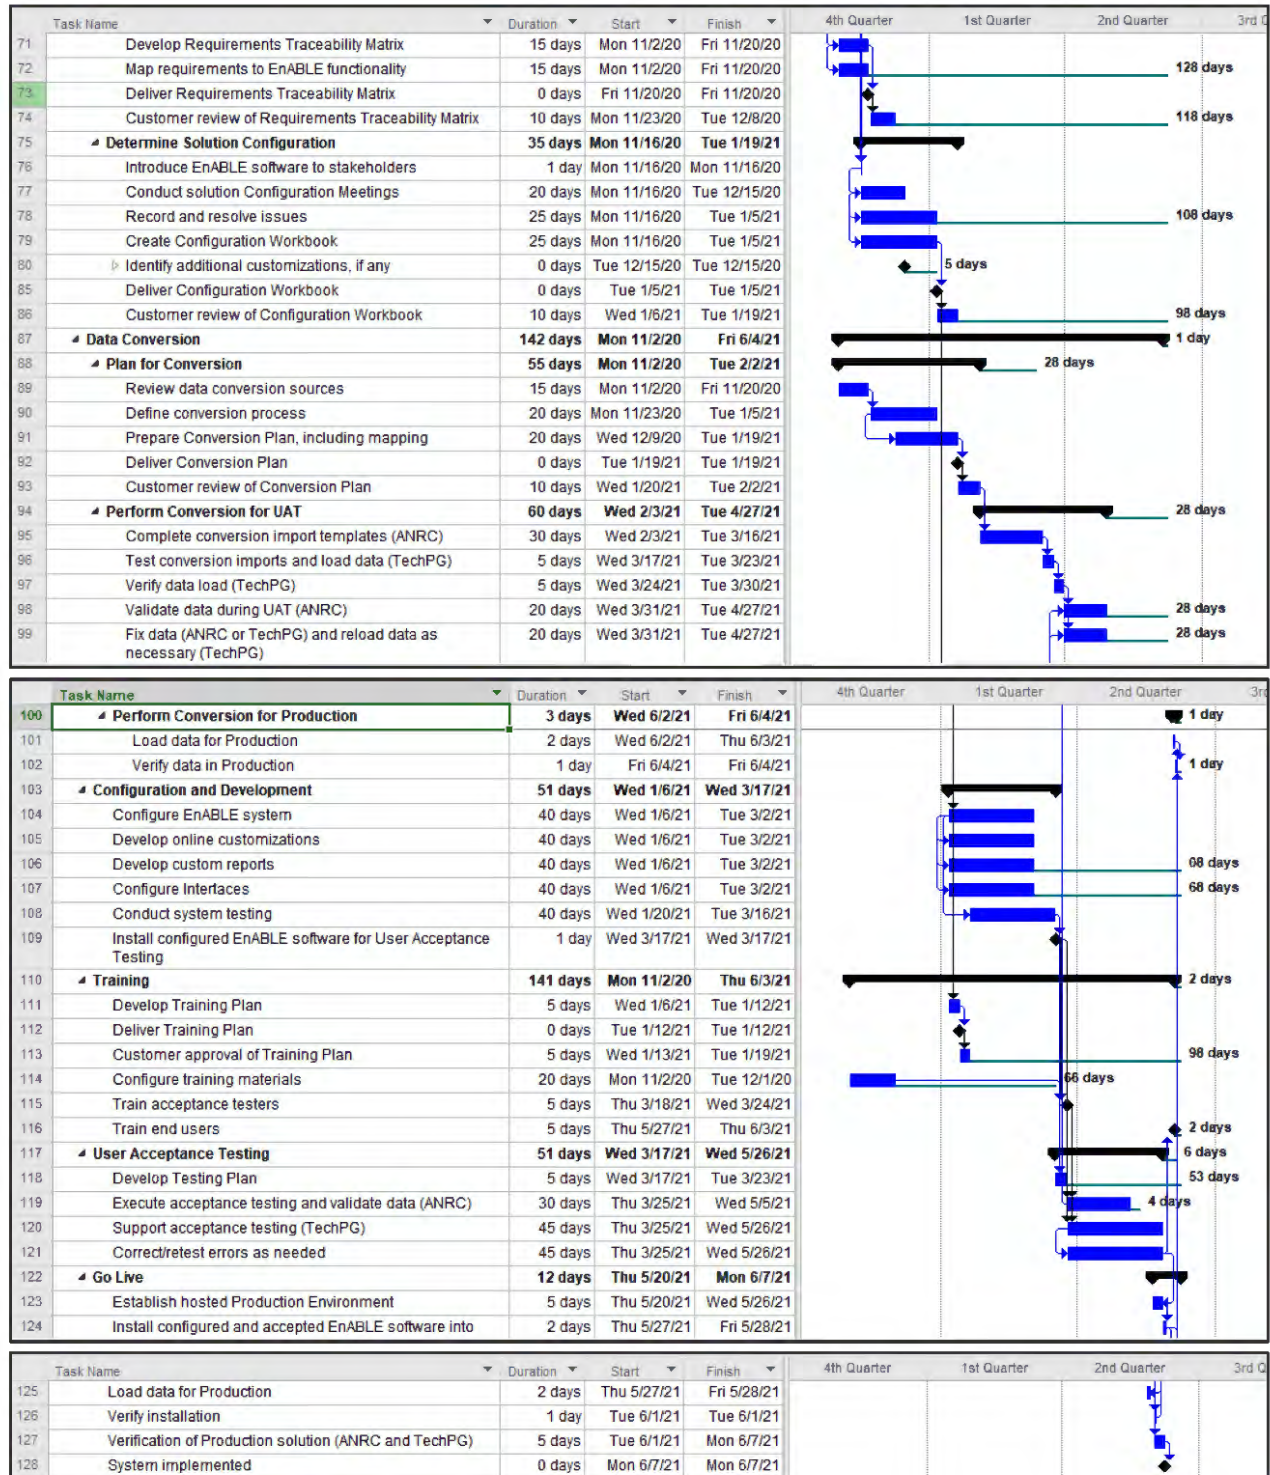 Task Name Duration Start Finish 4th Quarter 1st Quarter 2nd Quarter 3rd Q
71 Develop Requirements Traceability Matrix 15 days Mon 11/2/20 Fri 11/20/20
72 Map requirements to EnABLE functionality 15 days Mon 11/2/20 Fri 11/20/20 128 days
73 Deliver Requirements Traceability Matrix 0 days Fri 11/20/20 Fri 11/20/20
74 Customer review of Requirements Traceability Matrix 10 days Mon 11/23/20 Tue 12/8/20 118 days
75 Determine Solution Configuration 35 days Mon 11/16/20 Tue 1/19/21
76 Introduce EnABLE software to stakeholders 1 day Mon 11/16/20 Mon 11/16/20
77 Conduct solution Configuration Meetings 20 days Mon 11/16/20 Tue 12/15/20
78 Record and resolve issues 25 days Mon 11/16/20 Tue 1/5/21 108 days
79 Create Configuration Workbook 25 days Mon 11/16/20 Tue 1/5/21
80 Identify additional customizations, if any 0 days Tue 12/15/20 Tue 12/15/20 5 days
85 Deliver Configuration Workbook 0 days Tue 1/5/21 Tue 1/5/21
86 Customer review of Configuration Workbook 10 days Wed 1/6/21 Tue 1/19/21 98 days
87 Data Conversion 142 days Mon 11/2/20 Fri 6/4/21 1 day
88 Plan for Conversion 55 days Mon 11/2/20 Tue 2/2/21 28 days
89 Review data conversion sources 15 days Mon 11/2/20 Fri 11/20/20
90 Define conversion process 20 days Mon 11/23/20 Tue 1/5/21
91 Prepare Conversion Plan, including mapping 20 days Wed 12/9/20 Tue 1/19/21
92 Deliver Conversion Plan 0 days Tue 1/19/21 Tue 1/19/21
93 Customer review of Conversion Plan 10 days Wed 1/20/21 Tue 2/2/21
94 Perform Conversion for UAT 60 days Wed 2/3/21 Tue 4/27/21 28 days
95 Complete conversion import templates (ANRC) 30 days Wed 2/3/21 Tue 3/16/21
96 Test conversion imports and load data (TechPG) 5 days Wed 3/17/21 Tue 3/23/21
97 Verify data load (TechPG) 5 days Wed 3/24/21 Tue 3/30/21
98 Validate data during UAT (ANRC) 20 days Wed 3/31/21 Tue 4/27/21 28 days
99 Fix data (ANRC or TechPG) and reload data as 20 days Wed 3/31/21 Tue 4/27/21 28 days
necessary (TechPG)
Task Name Duration Start Finish 4th Quarter 1st Quarter 2nd Quarter 3r
100 Perform Conversion for Production 3 days Wed 6/2/21 Fri 6/4/21 1 day
101 Load data for Production 2 days Wed 6/2/21 Thu 6/3/21
102 Verify data in Production 1 day Fri 6/4/21 Fri 6/4/21 1 day
103 Configuration and Development 51 days Wed 1/6/21 Wed 3/17/21
104 Configure EnABLE system 40 days Wed 1/6/21 Tue 3/2/21
105 Develop online customizations 40 days Wed 1/6/21 Tue 3/2/21
106 Develop custom reports 40 days Wed 1/6/21 Tue 3/2/21 68 days
107 Configure Interfaces 40 days Wed 1/6/21 Tue 3/2/21 68 days
108 Conduct system testing 40 days Wed 1/20/21 Tue 3/16/21
109 Install configured EnABLE software for User Acceptance 1 day Wed 3/17/21 Wed 3/17/21
Testing
110 Training 141 days Mon 11/2/20 Thu 6/3/21 2 days
111 Develop Training Plan 5 days Wed 1/6/21 Tue 1/12/21
112 Deliver Training Plan 0 days Tue 1/12/21 Tue 1/12/21
113 Customer approval of Training Plan 5 days Wed 1/13/21 Tue 1/19/21 98 days
114 Configure training materials 20 days Mon 11/2/20 Tue 12/1/20 66 days
115 Train acceptance testers 5 days Thu 3/18/21 Wed 3/24/21
116 Train end users 5 days Thu 5/27/21 Thu 6/3/21 2 days
117 User Acceptance Testing 51 days Wed 3/17/21 Wed 5/26/21 6 days
118 Develop Testing Plan 5 days Wed 3/17/21 Tue 3/23/21 53 days
119 Execute acceptance testing and validate data (ANRC) 30 days Thu 3/25/21 Wed 5/5/21 4 days
120 Support acceptance testing (TechPG) 45 days Thu 3/25/21 Wed 5/26/21
121 Correct/retest errors as needed 45 days Thu 3/25/21 Wed 5/26/21
122 Go Live 12 days Thu 5/20/21 Mon 6/7/21
123 Establish hosted Production Environment 5 days Thu 5/20/21 Wed 5/26/21
124 Install configured and accepted EnABLE software into 2 days Thu 5/27/21 Fri 5/28/21
Task Name Duration Start Finish 4th Quarter 1st Quarter 2nd Quarter 3rd Q
125 Load data for Production 2 days Thu 5/27/21 Fri 5/28/21
126 Verify installation 1 day Tue 6/1/21 Tue 6/1/21
127 Verification of Production solution (ANRC and TechPG) 5 days Tue 6/1/21 Mon 6/7/21
128 System implemented 0 days Mon 6/7/21 Mon 6/7/21